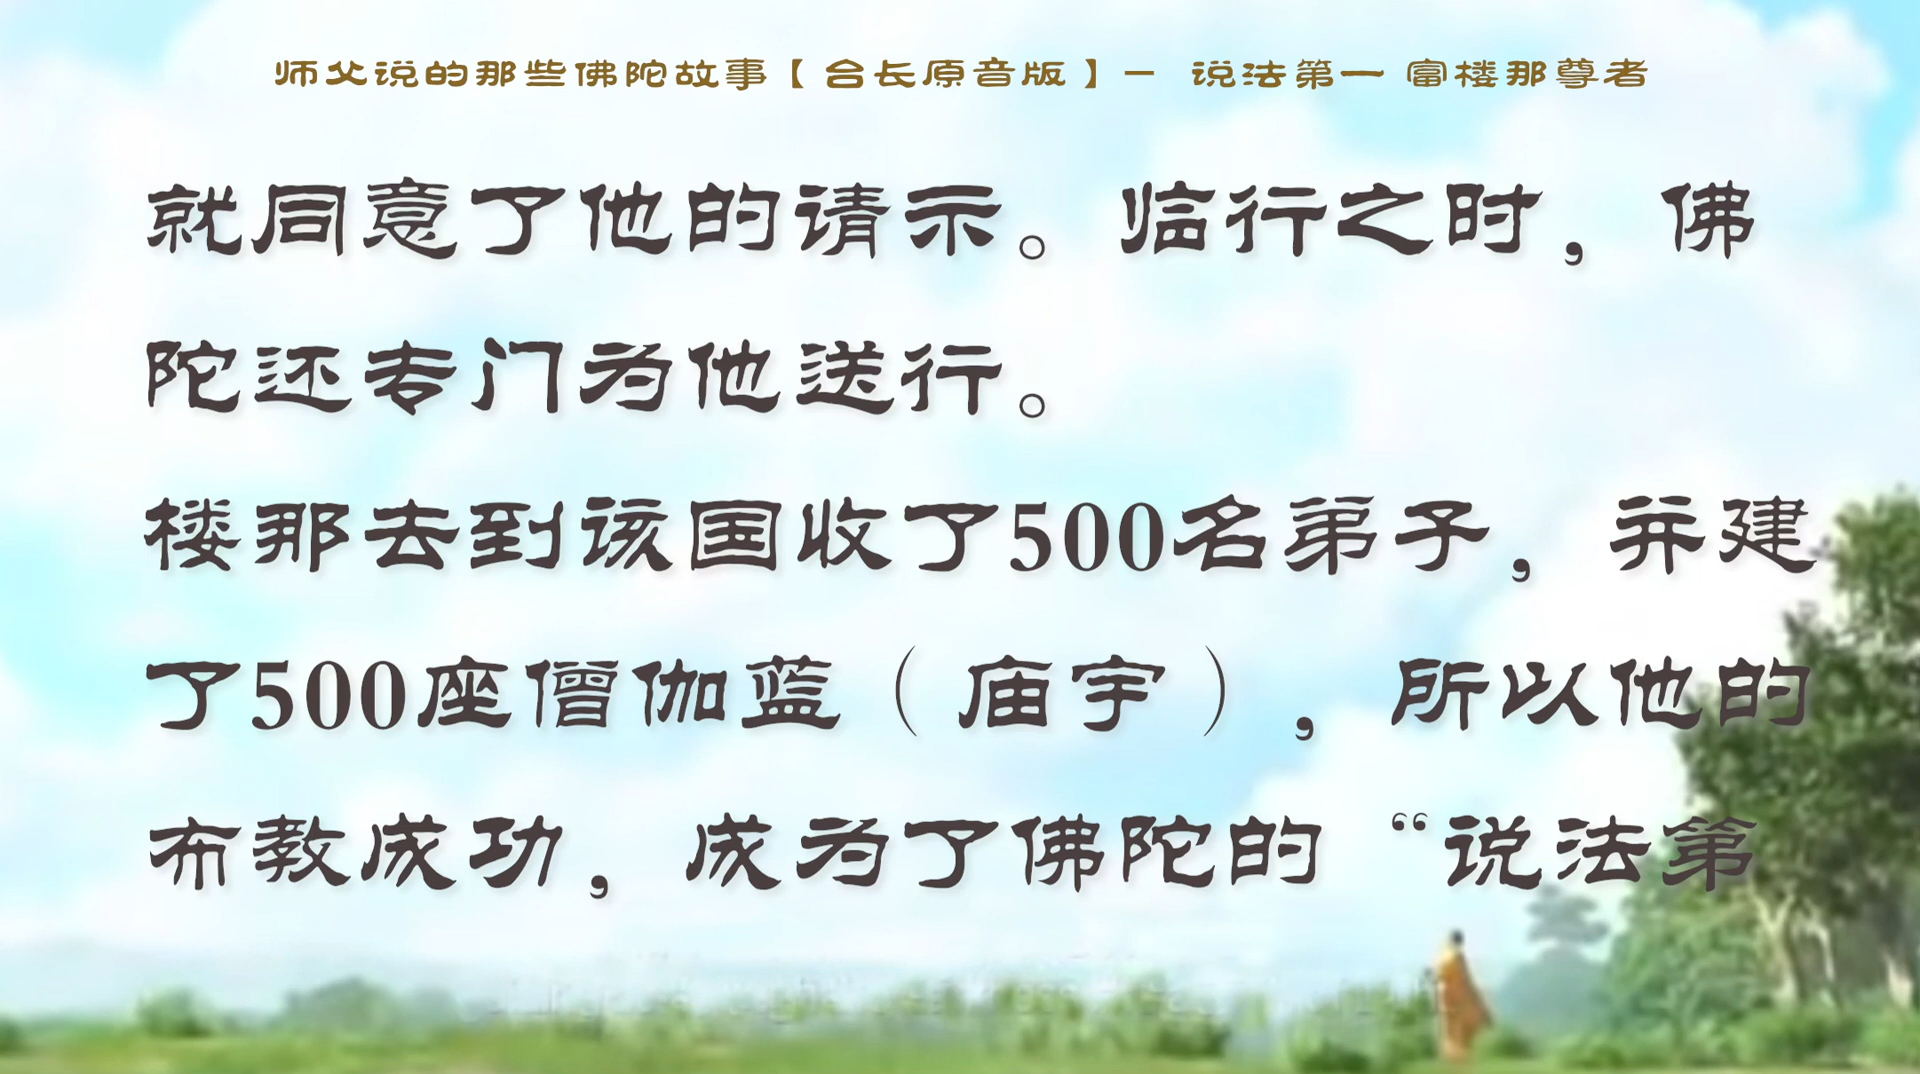 师父说的那些佛陀故事【台长原音版】– 说法第一 富楼那尊者
就同意了他的请示。临行之时，佛
陀还专门为他送行。
楼那去到该国收了500名弟子，并建
了500座僧伽蓝（庙宇），所以他的
布教成功，成为了佛陀的“说法第